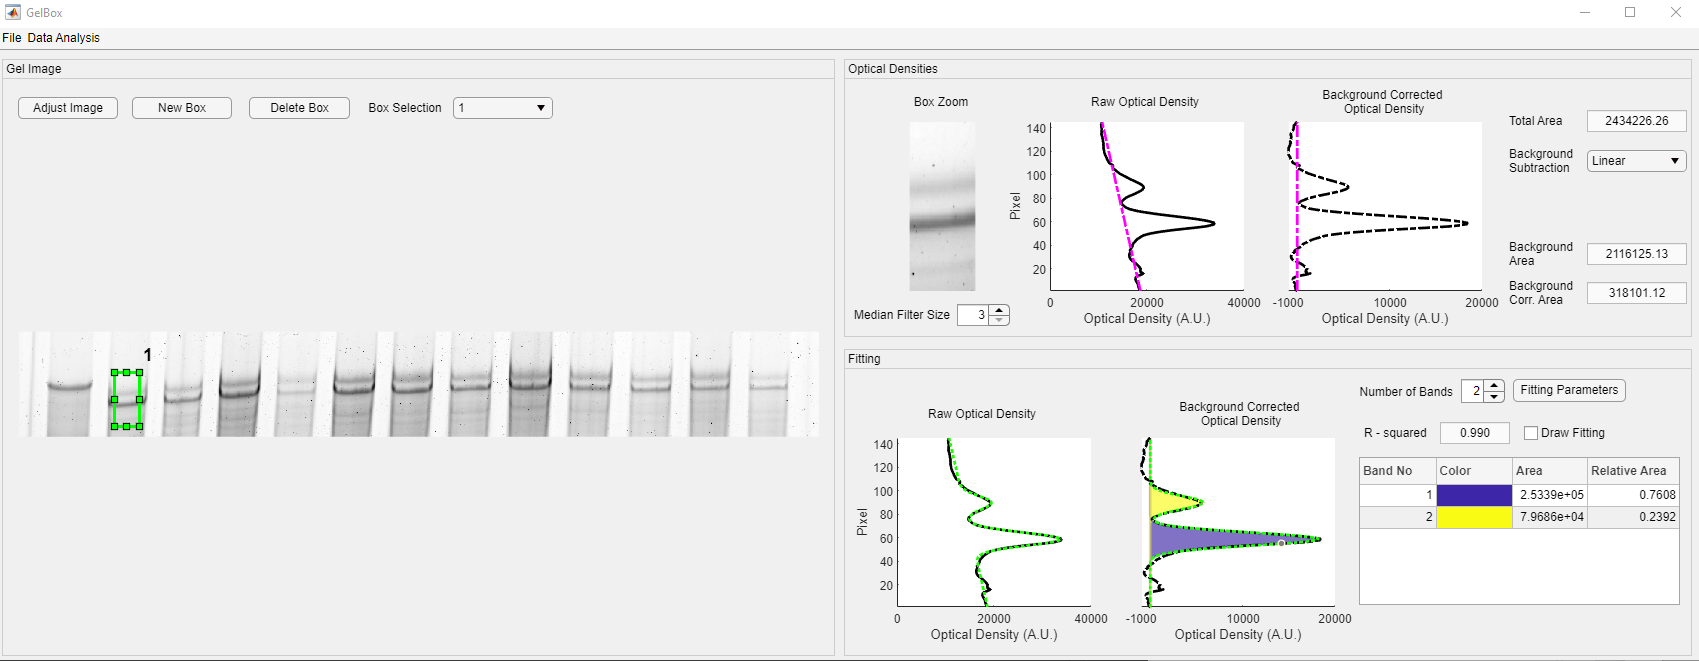 GelBox
File Data Analysis
Gel Image
Adjust Image New Box Delete Box Box Selection 1
1
Optical Densities
Box Zoom
Median Filter Size 3
Raw Optical Density
140
120
100
80
60
40
20
Pixel
0 20000 40000
Optical Density (A.U.)
Background Corrected
Optical Density
-1000 10000 20000
Optical Density (A.U.)
Total Area 2434226.26
Background
Subtraction
Linear
Background
Area
2116125.13
Background
Corr. Area
318101.12
Fitting
Raw Optical Density
140
120
100
80
60
40
20
Pixel
0 20000 40000
Optical Density (A.U.)
Background Corrected
Optical Density
-1000 10000 20000
Optical Density (A.U.)
Number of Bands 2 Fitting Parameters
R - squared 0.990 Draw Fitting
Band No Color Area Relative Area
1 2.5339e+05 0.7608
2 7.9686e+04 0.2392